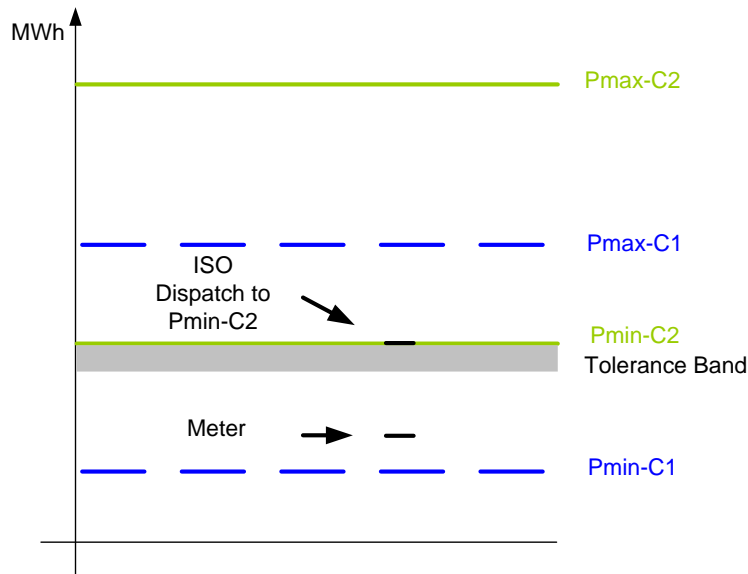 MWh
Pmax-C2
Pmax-C1
ISO
Dispatch to
Pmin-C2
Pmin-C2
Tolerance Band
Meter
Pmin-C1